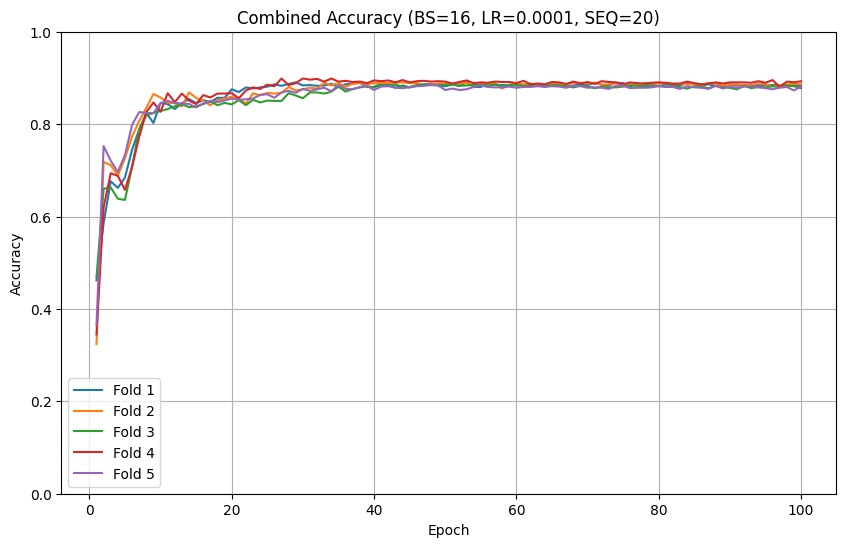 Combined Accuracy (BS=16, LR=0.0001, SEQ=20)
1.0
0.8
0.6
0.4
0.2
0.0
Accuracy
Fold 1
Fold 2
Fold 3
Fold 4
Fold 5
0 20 40 60 80 100
Epoch